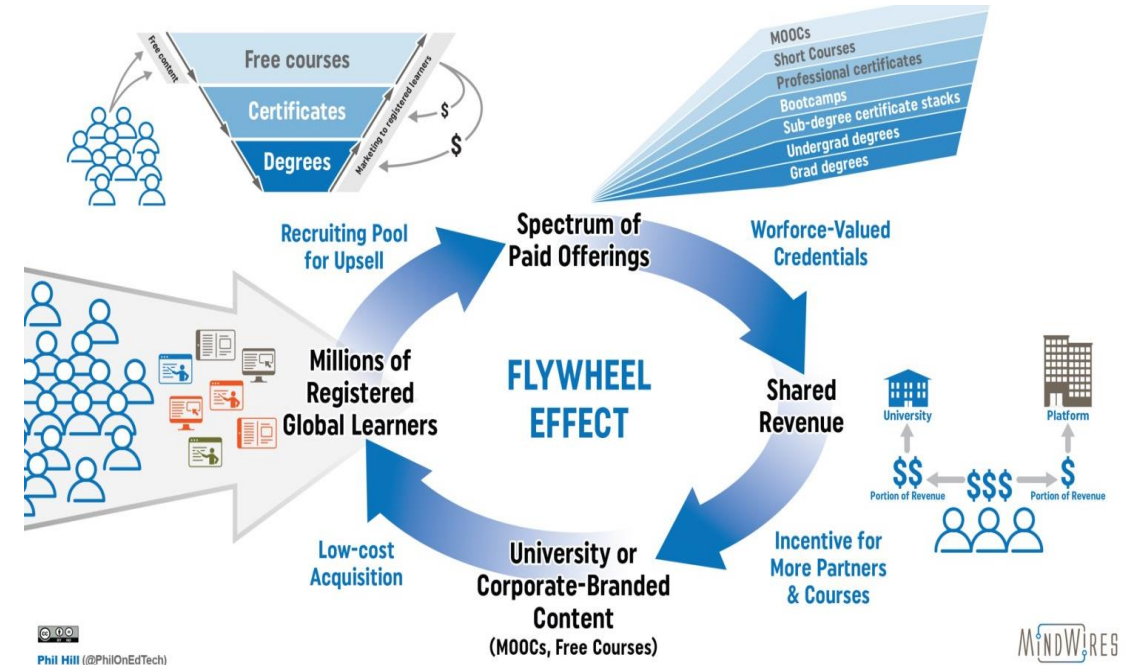 Free content
Free courses
Certificates
Degrees
Marketing to registered learners
$
$
MOOCs
Short Courses
Professional certificates
Bootcamps
Sub-degree certificate stacks
Undergrad degrees
Grad degrees
Recruiting Pool
for Upsell
Spectrum of
Paid Offerings
Worforce-Valued
Credentials
Millions of
Registered
Global Learners
FLYWHEEL
EFFECT
Shared
Revenue
University
Platform
$$
$$$
$
Portion of Revenue
Portion of Revenue
Low-cost
Acquisition
University or
Corporate-Branded
Content
(MOOCs, Free Courses)
Incentive for
More Partners
& Courses
cc
Phil Hill (@PhilOnEdTech)
MINDWIRES